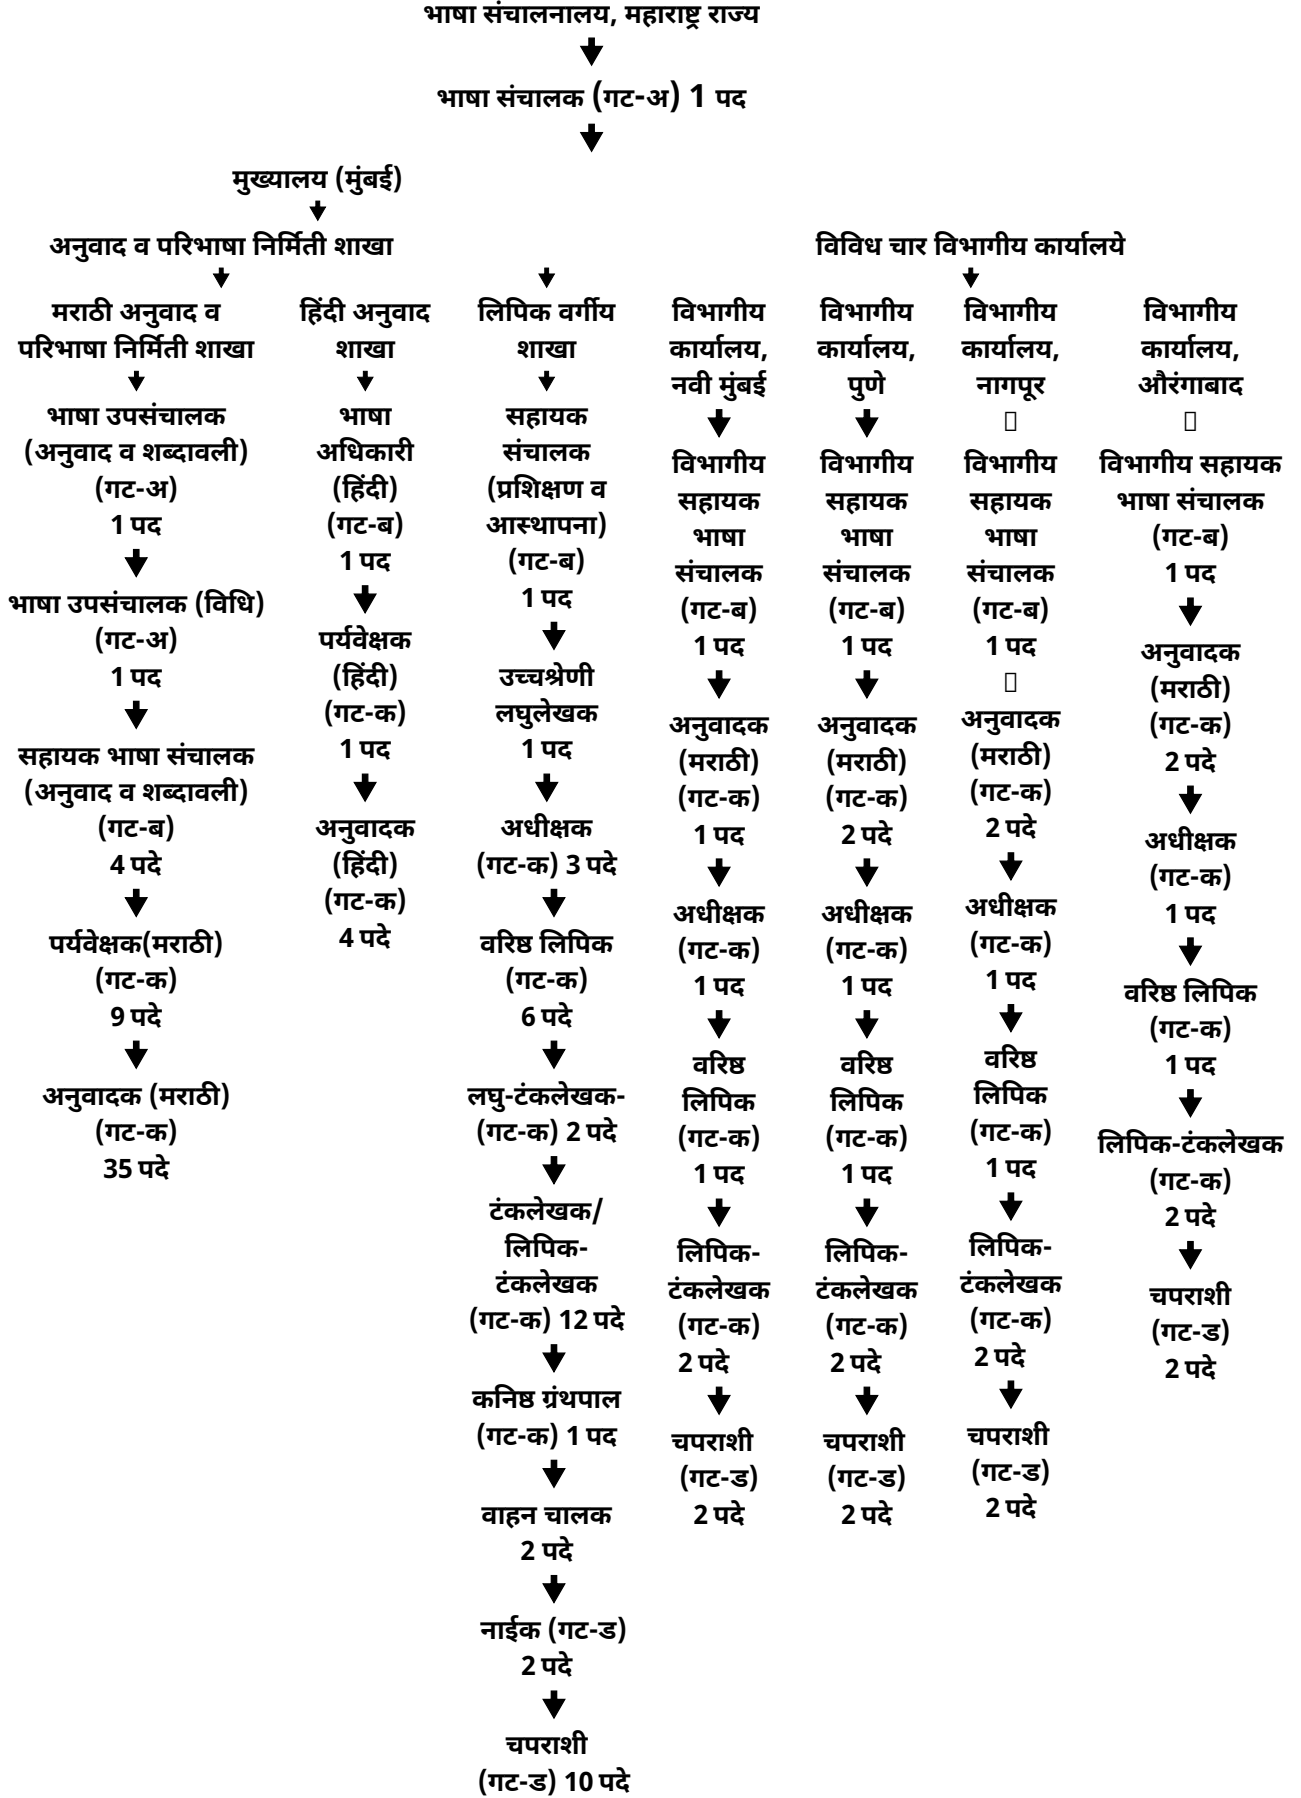 भाषा संचालनालय, महाराष्ट्र राज्य
भाषा संचालक (गट-अ) 1 पद
मुख्यालय (मुंबई)
अनुवाद व परिभाषा निर्मिती शाखा
मराठी अनुवाद व
परिभाषा निर्मिती शाखा
भाषा उपसंचालक
(अनुवाद व शब्दावली)
(गट-अ)
1 पद
भाषा उपसंचालक (विधि)
(गट-अ)
1 पद
सहायक भाषा संचालक
(अनुवाद व शब्दावली)
(गट-ब)
4 पदे
पर्यवेक्षक(मराठी)
(गट-क)
9 पदे
अनुवादक (मराठी)
(गट-क)
35 पदे
हिंदी अनुवाद
शाखा
भाषा
अधिकारी
(हिंदी)
(गट-ब)
1 पद
पर्यवेक्षक
(हिंदी)
(गट-क)
1 पद
अनुवादक
(हिंदी)
(गट-क)
4 पदे
लिपिक वर्गीय
शाखा
सहायक
संचालक
(प्रशिक्षण व
आस्थापना)
(गट-ब)
1 पद
उच्चश्रेणी
लघुलेखक
1 पद
अधीक्षक
(गट-क) 3 पदे
वरिष्ठ लिपिक
(गट-क)
6 पदे
लघु-टंकलेखक-
(गट-क) 2 पदे
टंकलेखक/
लिपिक-
टंकलेखक
(गट-क) 12 पदे
कनिष्ठ ग्रंथपाल
(गट-क) 1 पद
वाहन चालक
2 पदे
नाईक (गट-ड)
2 पदे
चपराशी
(गट-ड) 10 पदे
विविध चार विभागीय कार्यालये
विभागीय
कार्यालय,
नवी मुंबई
विभागीय
सहायक
भाषा
संचालक
(गट-ब)
1 पद
अनुवादक
(मराठी)
(गट-क)
1 पद
अधीक्षक
(गट-क)
1 पद
वरिष्ठ
लिपिक
(गट-क)
1 पद
लिपिक-
टंकलेखक
(गट-क)
2 पदे
चपराशी
(गट-ड)
2 पदे
विभागीय
कार्यालय,
पुणे
विभागीय
सहायक
भाषा
संचालक
(गट-ब)
1 पद
अनुवादक
(मराठी)
(गट-क)
2 पदे
अधीक्षक
(गट-क)
1 पद
वरिष्ठ
लिपिक
(गट-क)
1 पद
लिपिक-
टंकलेखक
(गट-क)
2 पदे
चपराशी
(गट-ड)
2 पदे
विभागीय
कार्यालय,
नागपूर
विभागीय
सहायक
भाषा
संचालक
(गट-ब)
1 पद
अनुवादक
(मराठी)
(गट-क)
2 पदे
अधीक्षक
(गट-क)
1 पद
वरिष्ठ
लिपिक
(गट-क)
1 पद
लिपिक-
टंकलेखक
(गट-क)
2 पदे
चपराशी
(गट-ड)
2 पदे
विभागीय
कार्यालय,
औरंगाबाद
विभागीय सहायक
भाषा संचालक
(गट-ब)
1 पद
अनुवादक
(मराठी)
(गट-क)
2 पदे
अधीक्षक
(गट-क)
1 पद
वरिष्ठ लिपिक
(गट-क)
1 पद
लिपिक-टंकलेखक
(गट-क)
2 पदे
चपराशी
(गट-ड)
2 पदे